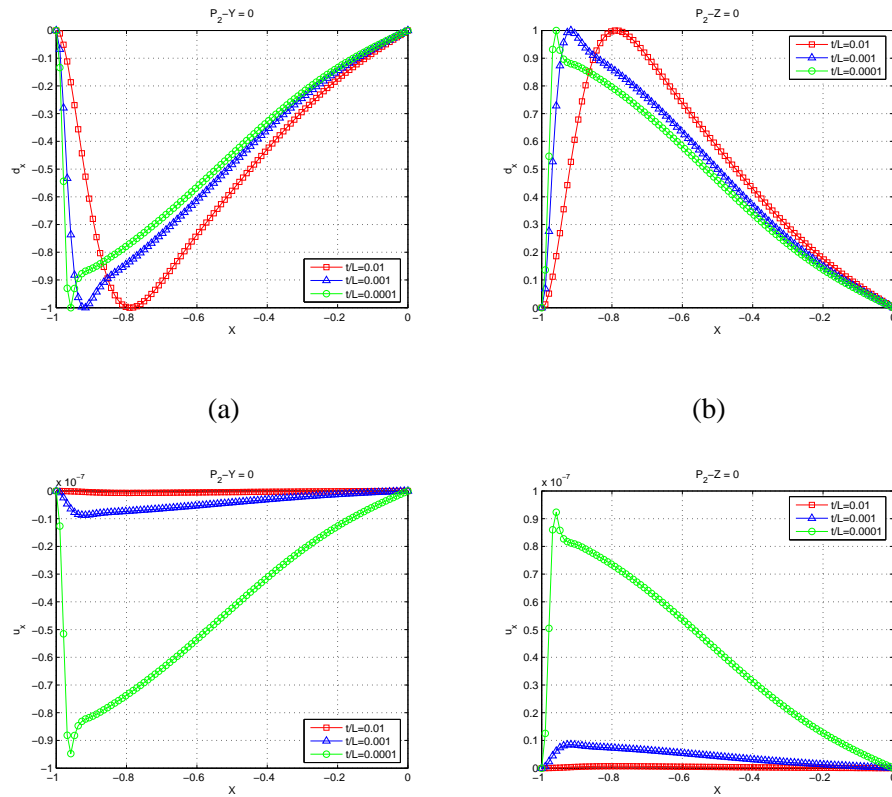 P2−Y = 0
0
−0.1
−0.2
−0.3
−0.4
−0.5
−0.6
−0.7
−0.8
−0.9
−1
dx
t/L=0.01
t/L=0.001
t/L=0.0001
−1 −0.8 −0.6 −0.4 −0.2 0
X
(a)
P2−Z = 0
1
0.9
0.8
0.7
0.6
0.5
0.4
0.3
0.2
0.1
0
dx
t/L=0.01
t/L=0.001
t/L=0.0001
−1 −0.8 −0.6 −0.4 −0.2 0
X
(b)
x 10−7
P2−Y = 0
0
−0.1
−0.2
−0.3
−0.4
−0.5
−0.6
−0.7
−0.8
−0.9
−1
ux
t/L=0.01
t/L=0.001
t/L=0.0001
−1 −0.8 −0.6 −0.4 −0.2 0
X
x 10−7
P2−Z = 0
1
0.9
0.8
0.7
0.6
0.5
0.4
0.3
0.2
0.1
0
ux
t/L=0.01
t/L=0.001
t/L=0.0001
−1 −0.8 −0.6 −0.4 −0.2 0
X